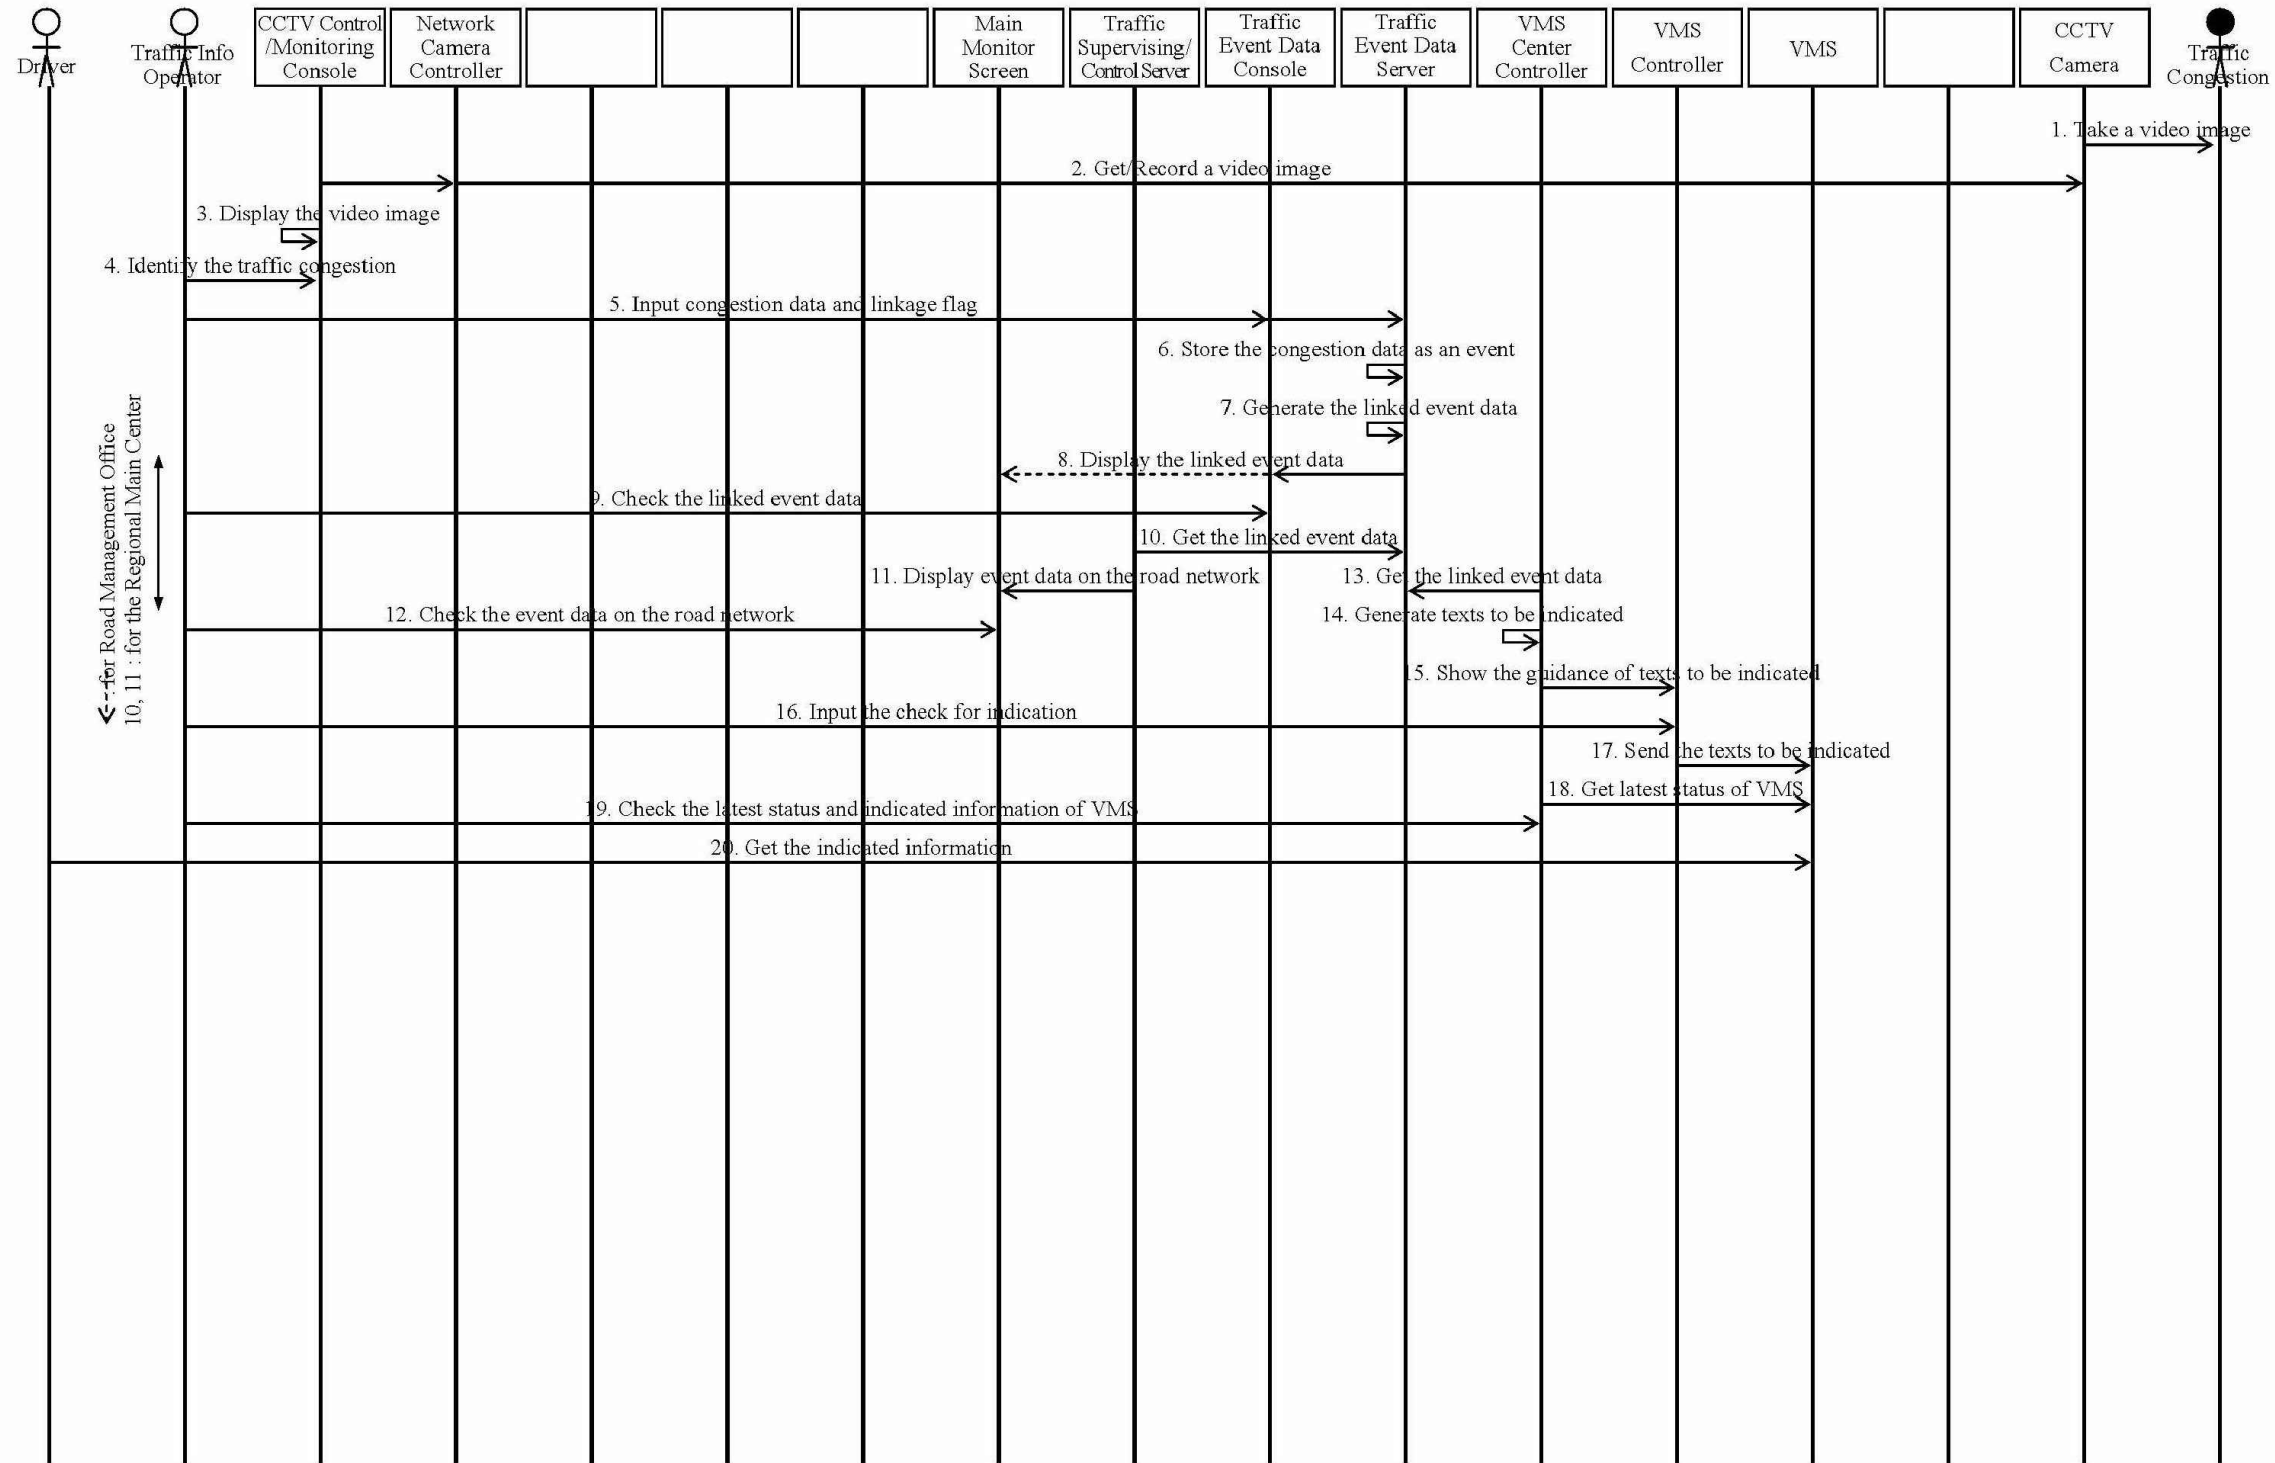 Driver
Traffic Info
Operator
CCTV Control
/Monitoring
Console
Network
Camera
Controller
Main
Monitor
Screen
Traffic
Supervising/
Control Server
Traffic
Event Data
Console
Traffic
Event Data
Server
VMS
Center
Controller
VMS
Controller
VMS
CCTV
Camera
Traffic
Congestion
1. Take a video image
2. Get/Record a video image
3. Display the video image
4. Identify the traffic congestion
5. Input congestion data and linkage flag
6. Store the congestion data as an event
7. Generate the linked event data
8. Display the linked event data
9. Check the linked event data
10. Get the linked event data
11. Display event data on the road network
13. Get the linked event data
12. Check the event data on the road network
14. Generate texts to be indicated
15. Show the guidance of texts to be indicated
16. Input the check for indication
17. Send the texts to be indicated
18. Get latest status of VMS
19. Check the latest status and indicated information of VMS
20. Get the indicated information
: for Road Management Office
10, 11 : for the Regional Main Center